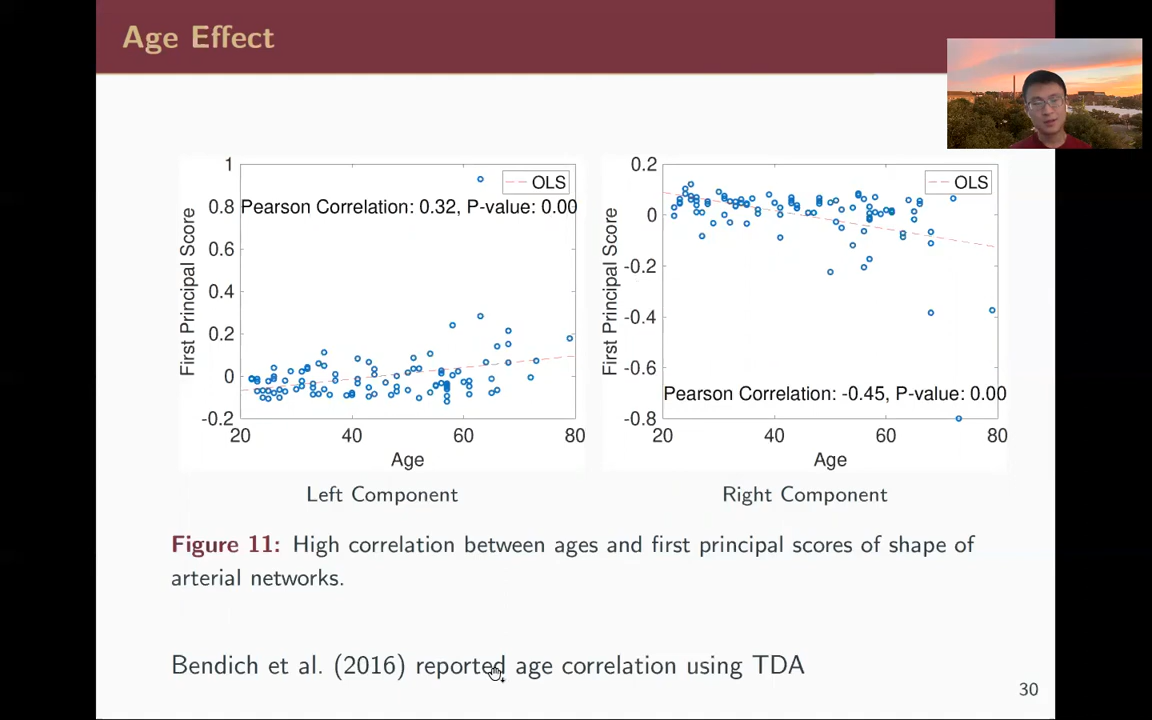 Age Effect
1
0.8
0.6
0.4
0.2
0
-0.2
First Principal Score
OLS
Pearson Correlation: 0.32, P-value: 0.00
20 40 60 80
Age
0.2
0
-0.2
-0.4
-0.6
-0.8
First Principal Score
OLS
Pearson Correlation: -0.45, P-value: 0.00
20 40 60 80
Age
Left Component
Right Component
Figure 11: High correlation between ages and first principal scores of shape of
arterial networks.
Bendich et al. (2016) reported age correlation using TDA
30